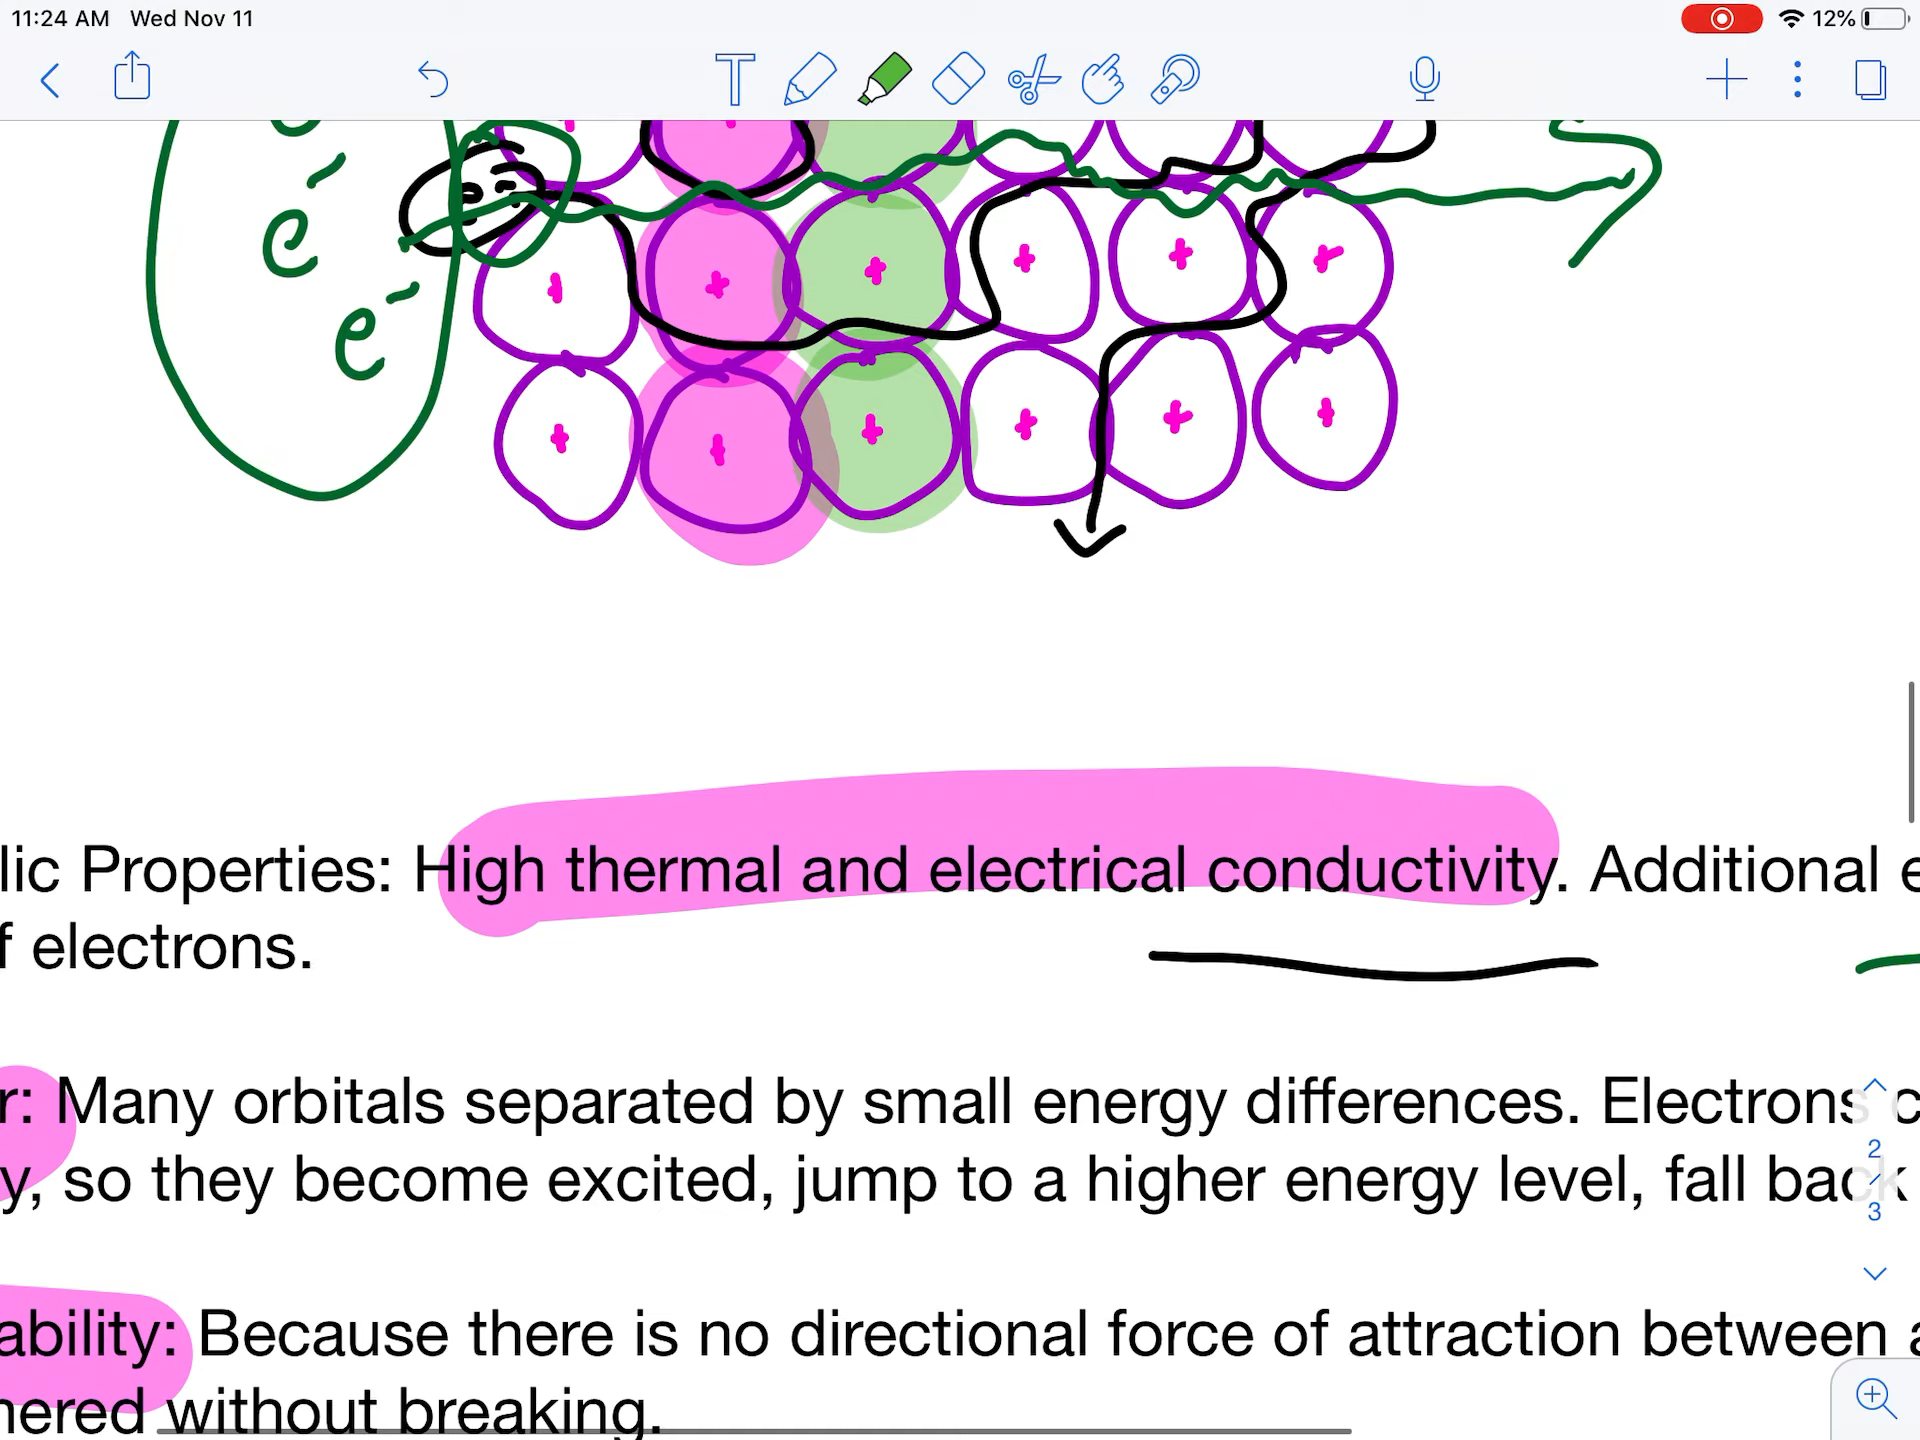 11:24 AM Wed Nov 11
12%
e-
e-
+ + + + +
+ + + + + +
lic Properties: High thermal and electrical conductivity. Additional e
f electrons.
r: Many orbitals separated by small energy differences. Electrons c
y, so they become excited, jump to a higher energy level, fall back
2
3
ability: Because there is no directional force of attraction between a
nered without breaking.